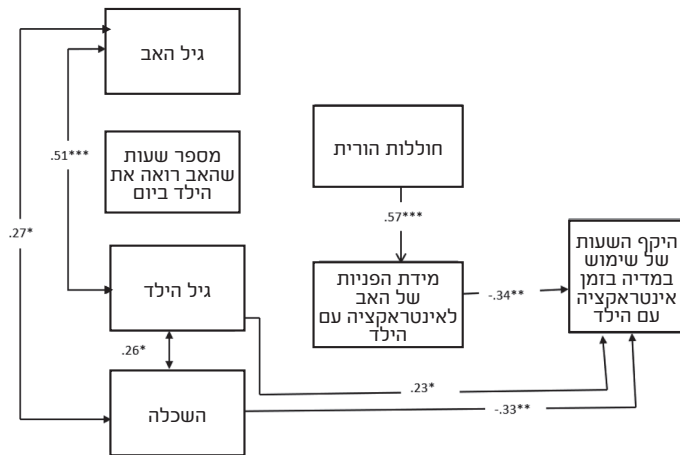 גיל האב
.51***
מספר שעות
שהאב רואה את
הילד ביום
.27*
גיל הילד
.26*
השכלה
חוללות הורית
.57***
מידת הפניות
של האב
לאינטראקציה עם
הילד
-.34**
היקף השעות
של שימוש
במדיה בזמן
אינטראקציה
עם הילד
.23*
-.33**